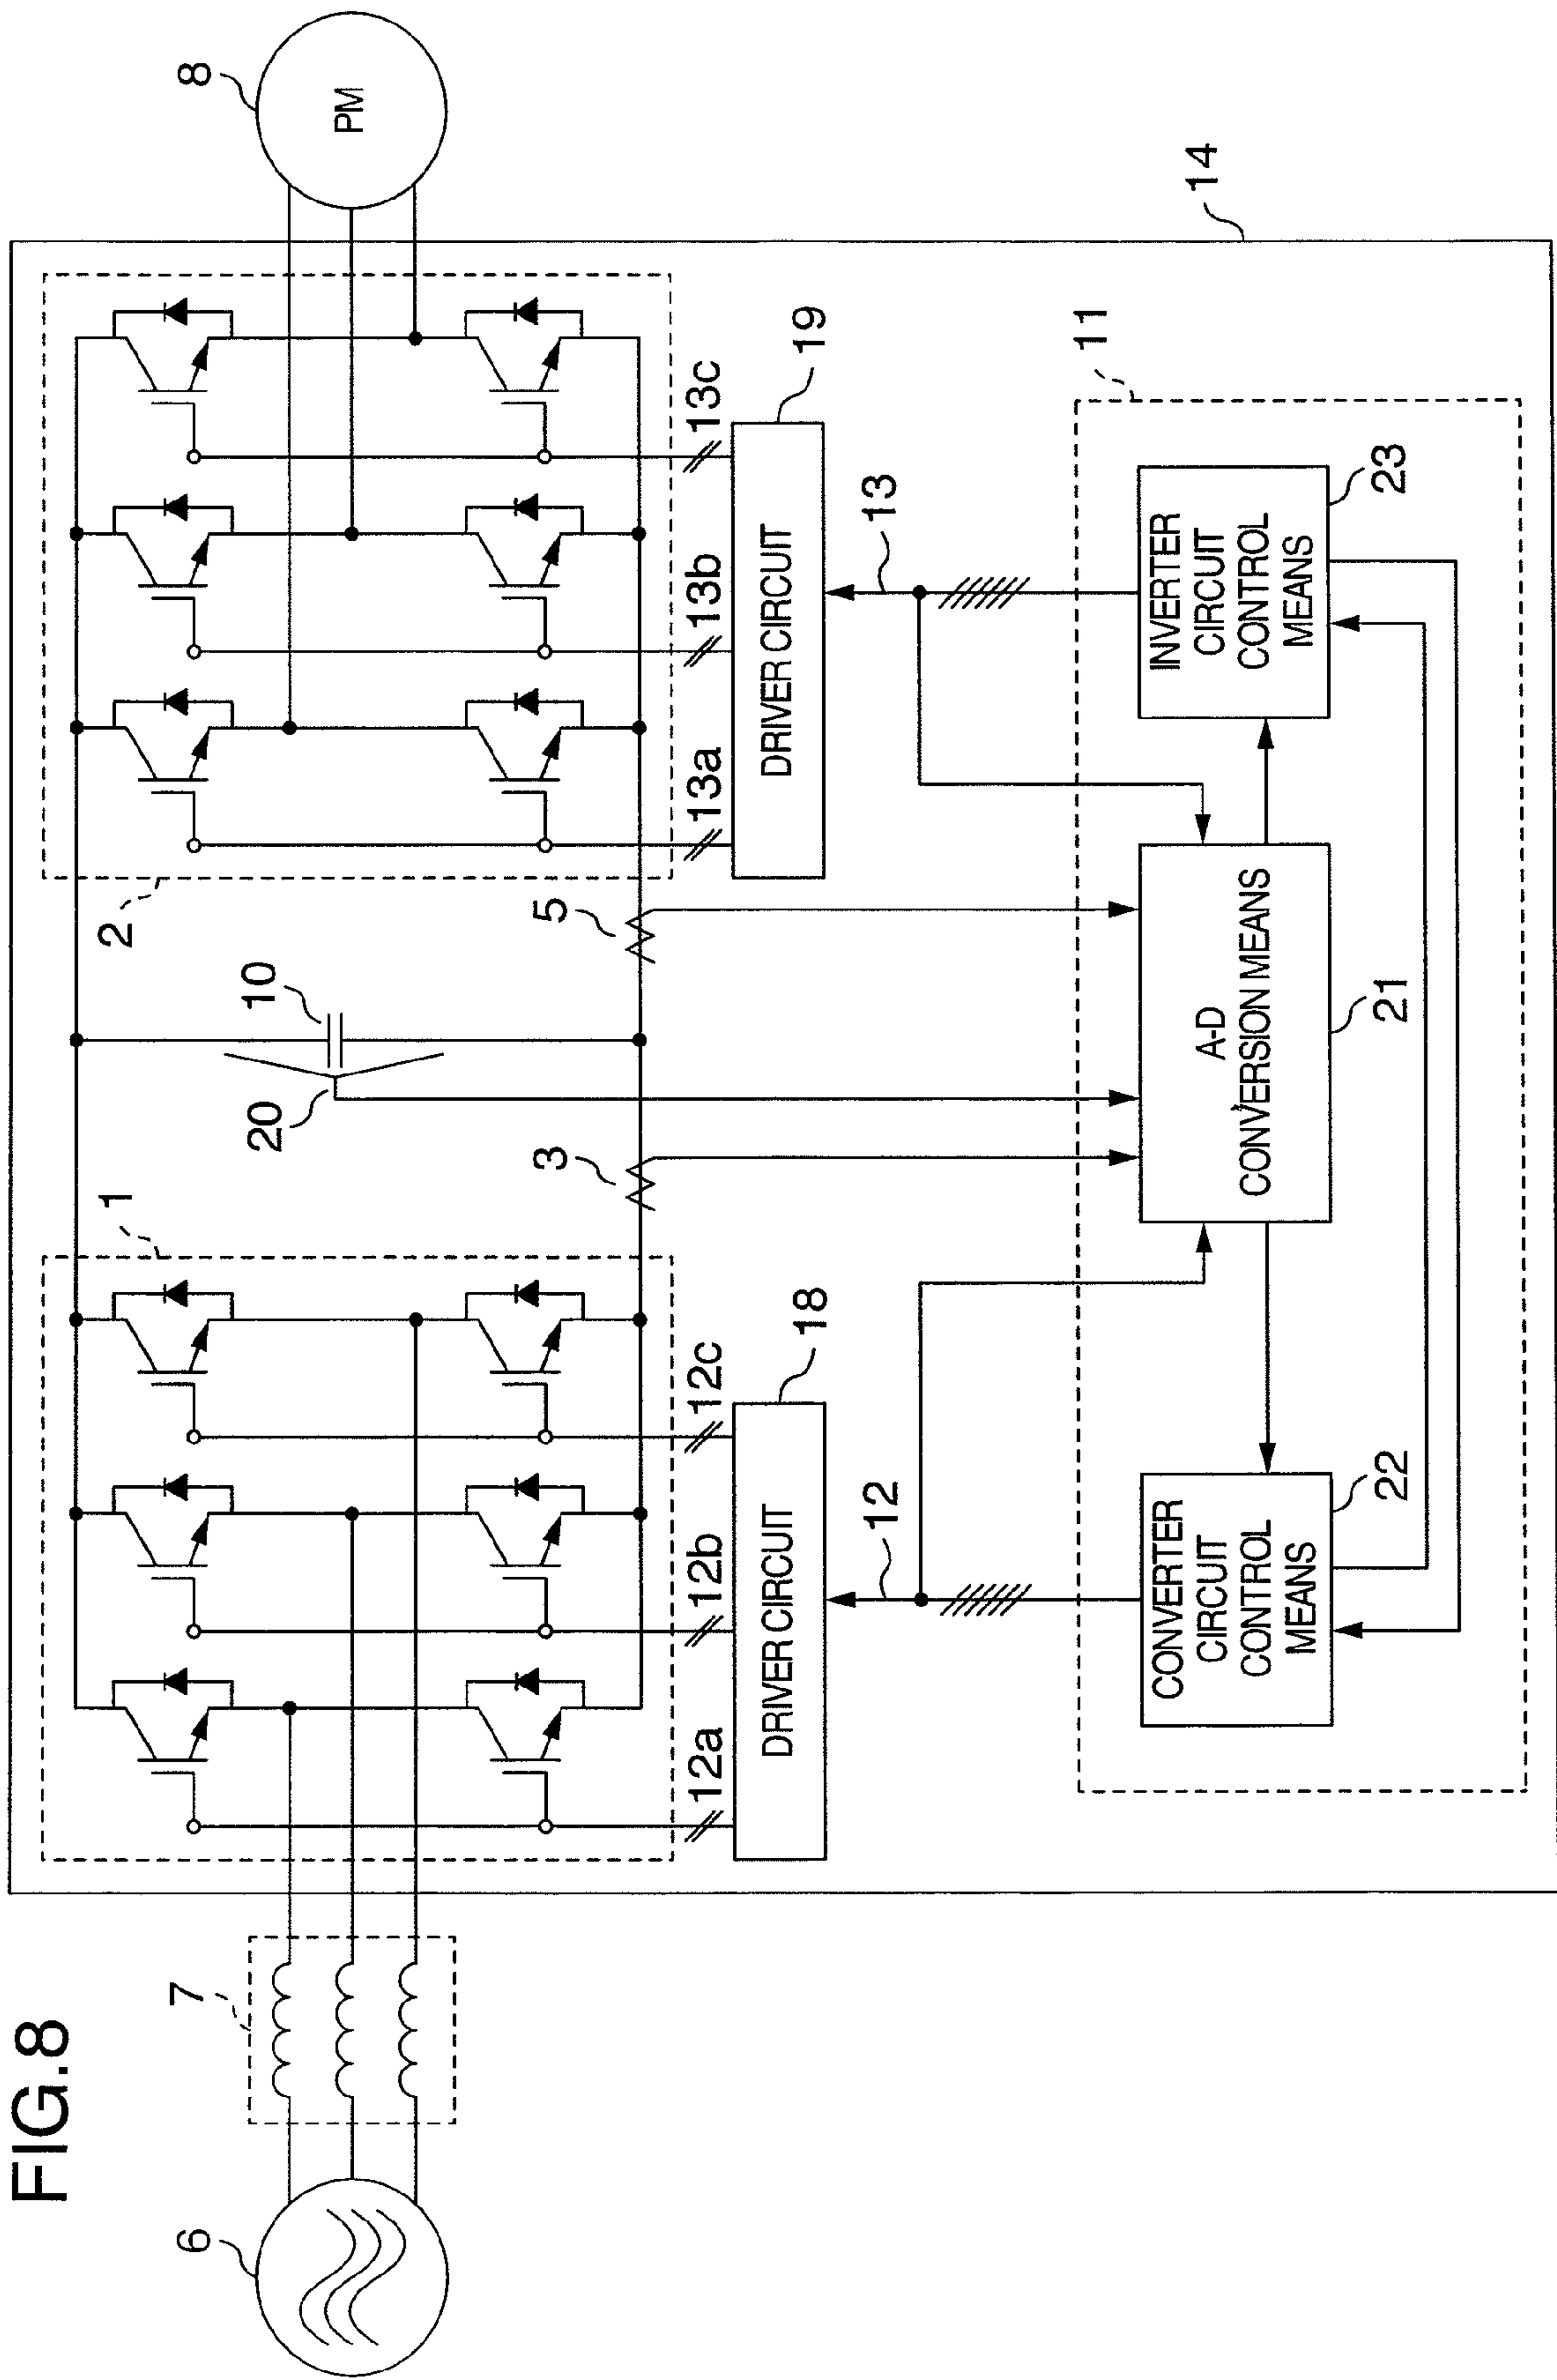 FIG.8
6
7
1
12a
12b
12c
DRIVER CIRCUIT
18
12
3
20
10
5
2
13a
13b
13c
DRIVER CIRCUIT
19
13
8
PM
14
11
CONVERTER
CIRCUIT
CONTROL
MEANS
22
A-D
CONVERSION MEANS
21
INVERTER
CIRCUIT
CONTROL
MEANS
23